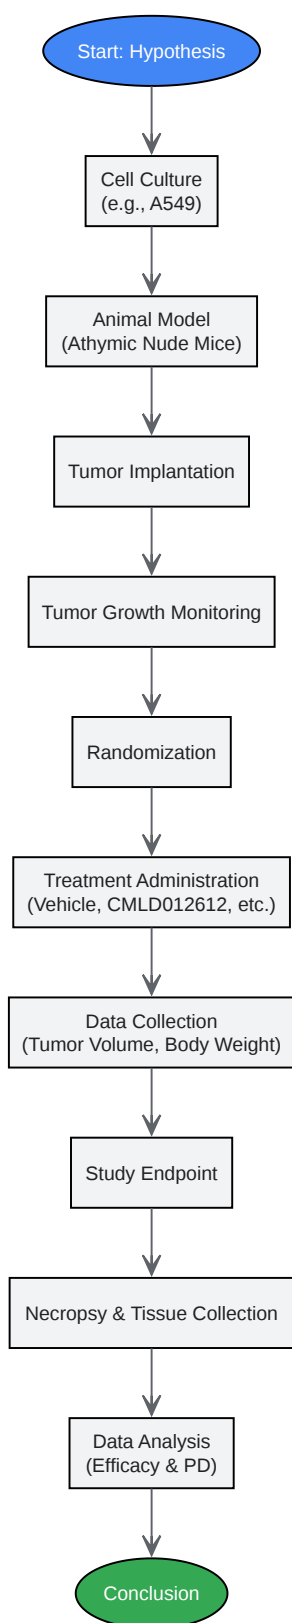 Start: Hypothesis
Cell Culture
(e.g., A549)
Animal Model
(Athymic Nude Mice)
Tumor Implantation
Tumor Growth Monitoring
Randomization
Treatment Administration
(Vehicle, CMLD012612, etc.)
Data Collection
(Tumor Volume, Body Weight)
Study Endpoint
Necropsy & Tissue Collection
Data Analysis
(Efficacy & PD)
Conclusion